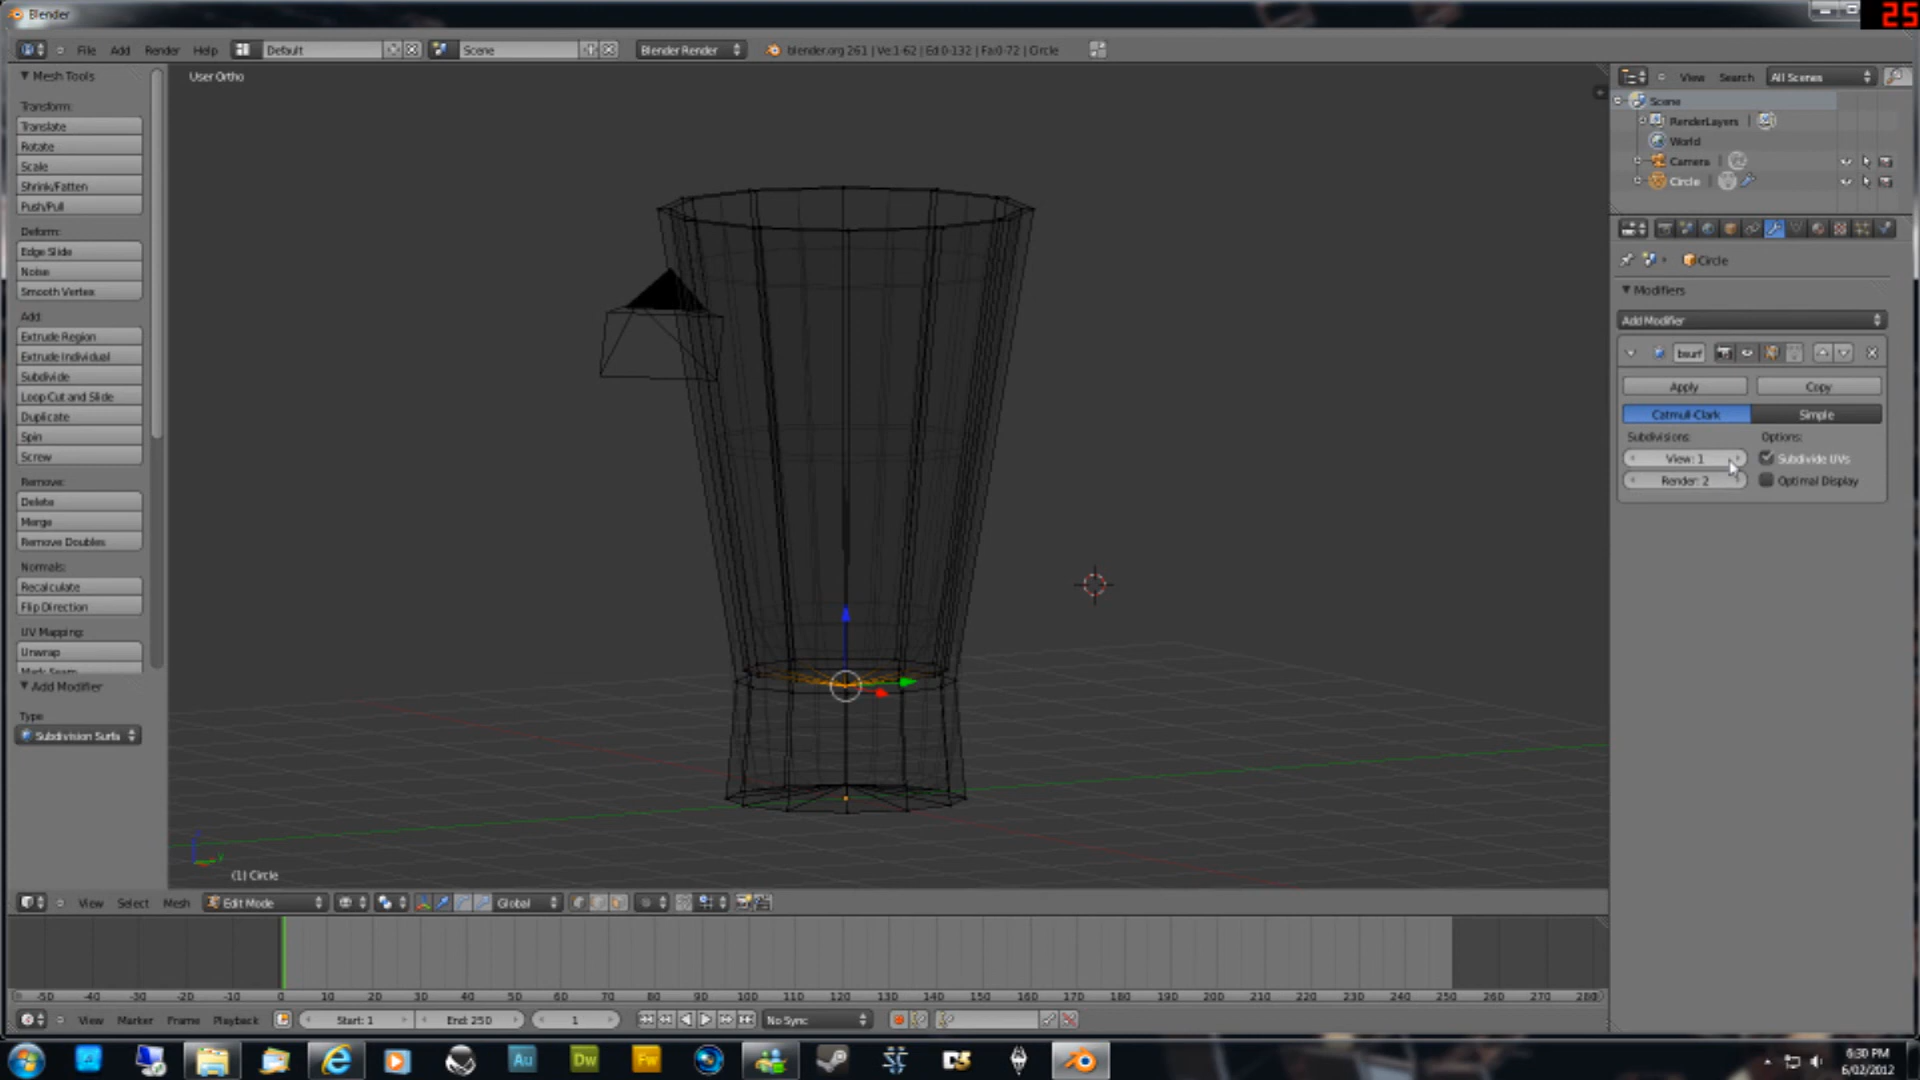 Blender
25
File Add Render Help Default Scene Blender Render blender.org 261 | Ve:1-62 | Ed:0-132 | Fa:0-72 | Circle
Mesh Tools
Transform:
Translate
Rotate
Scale
Shrink/Fatten
Push/Pull
Deform:
Edge Slide
Noise
Smooth Vertex
Add:
Extrude Region
Extrude Individual
Subdivide
Loop Cut and Slide
Duplicate
Spin
Screw
Remove:
Delete
Merge
Remove Doubles
Normals:
Recalculate
Flip Direction
UV Mapping:
Unwrap
Mark Seam
Add Modifier
Type
Subdivision Surfa
User Ortho
(1) Circle
View Search All Scenes
Scene
RenderLayers |
World
Camera |
Circle |
Circle
Modifiers
Add Modifier
bsurf
Apply Copy
Catmull-Clark Simple
Subdivisions: Options:
View: 1 Subdivide UVs
Render: 2 Optimal Display
View Select Mesh Edit Mode Global
-50 -40 -30 -20 -10 0 10 20 30 40 50 60 70 80 90 100 110 120 130 140 150 160 170 180 190 200 210 220 230 240 250 260 270 280
View Marker Frame Playback Start: 1 End: 250 1 No Sync
Au Dw Fw
6:30 PM
6/02/2012